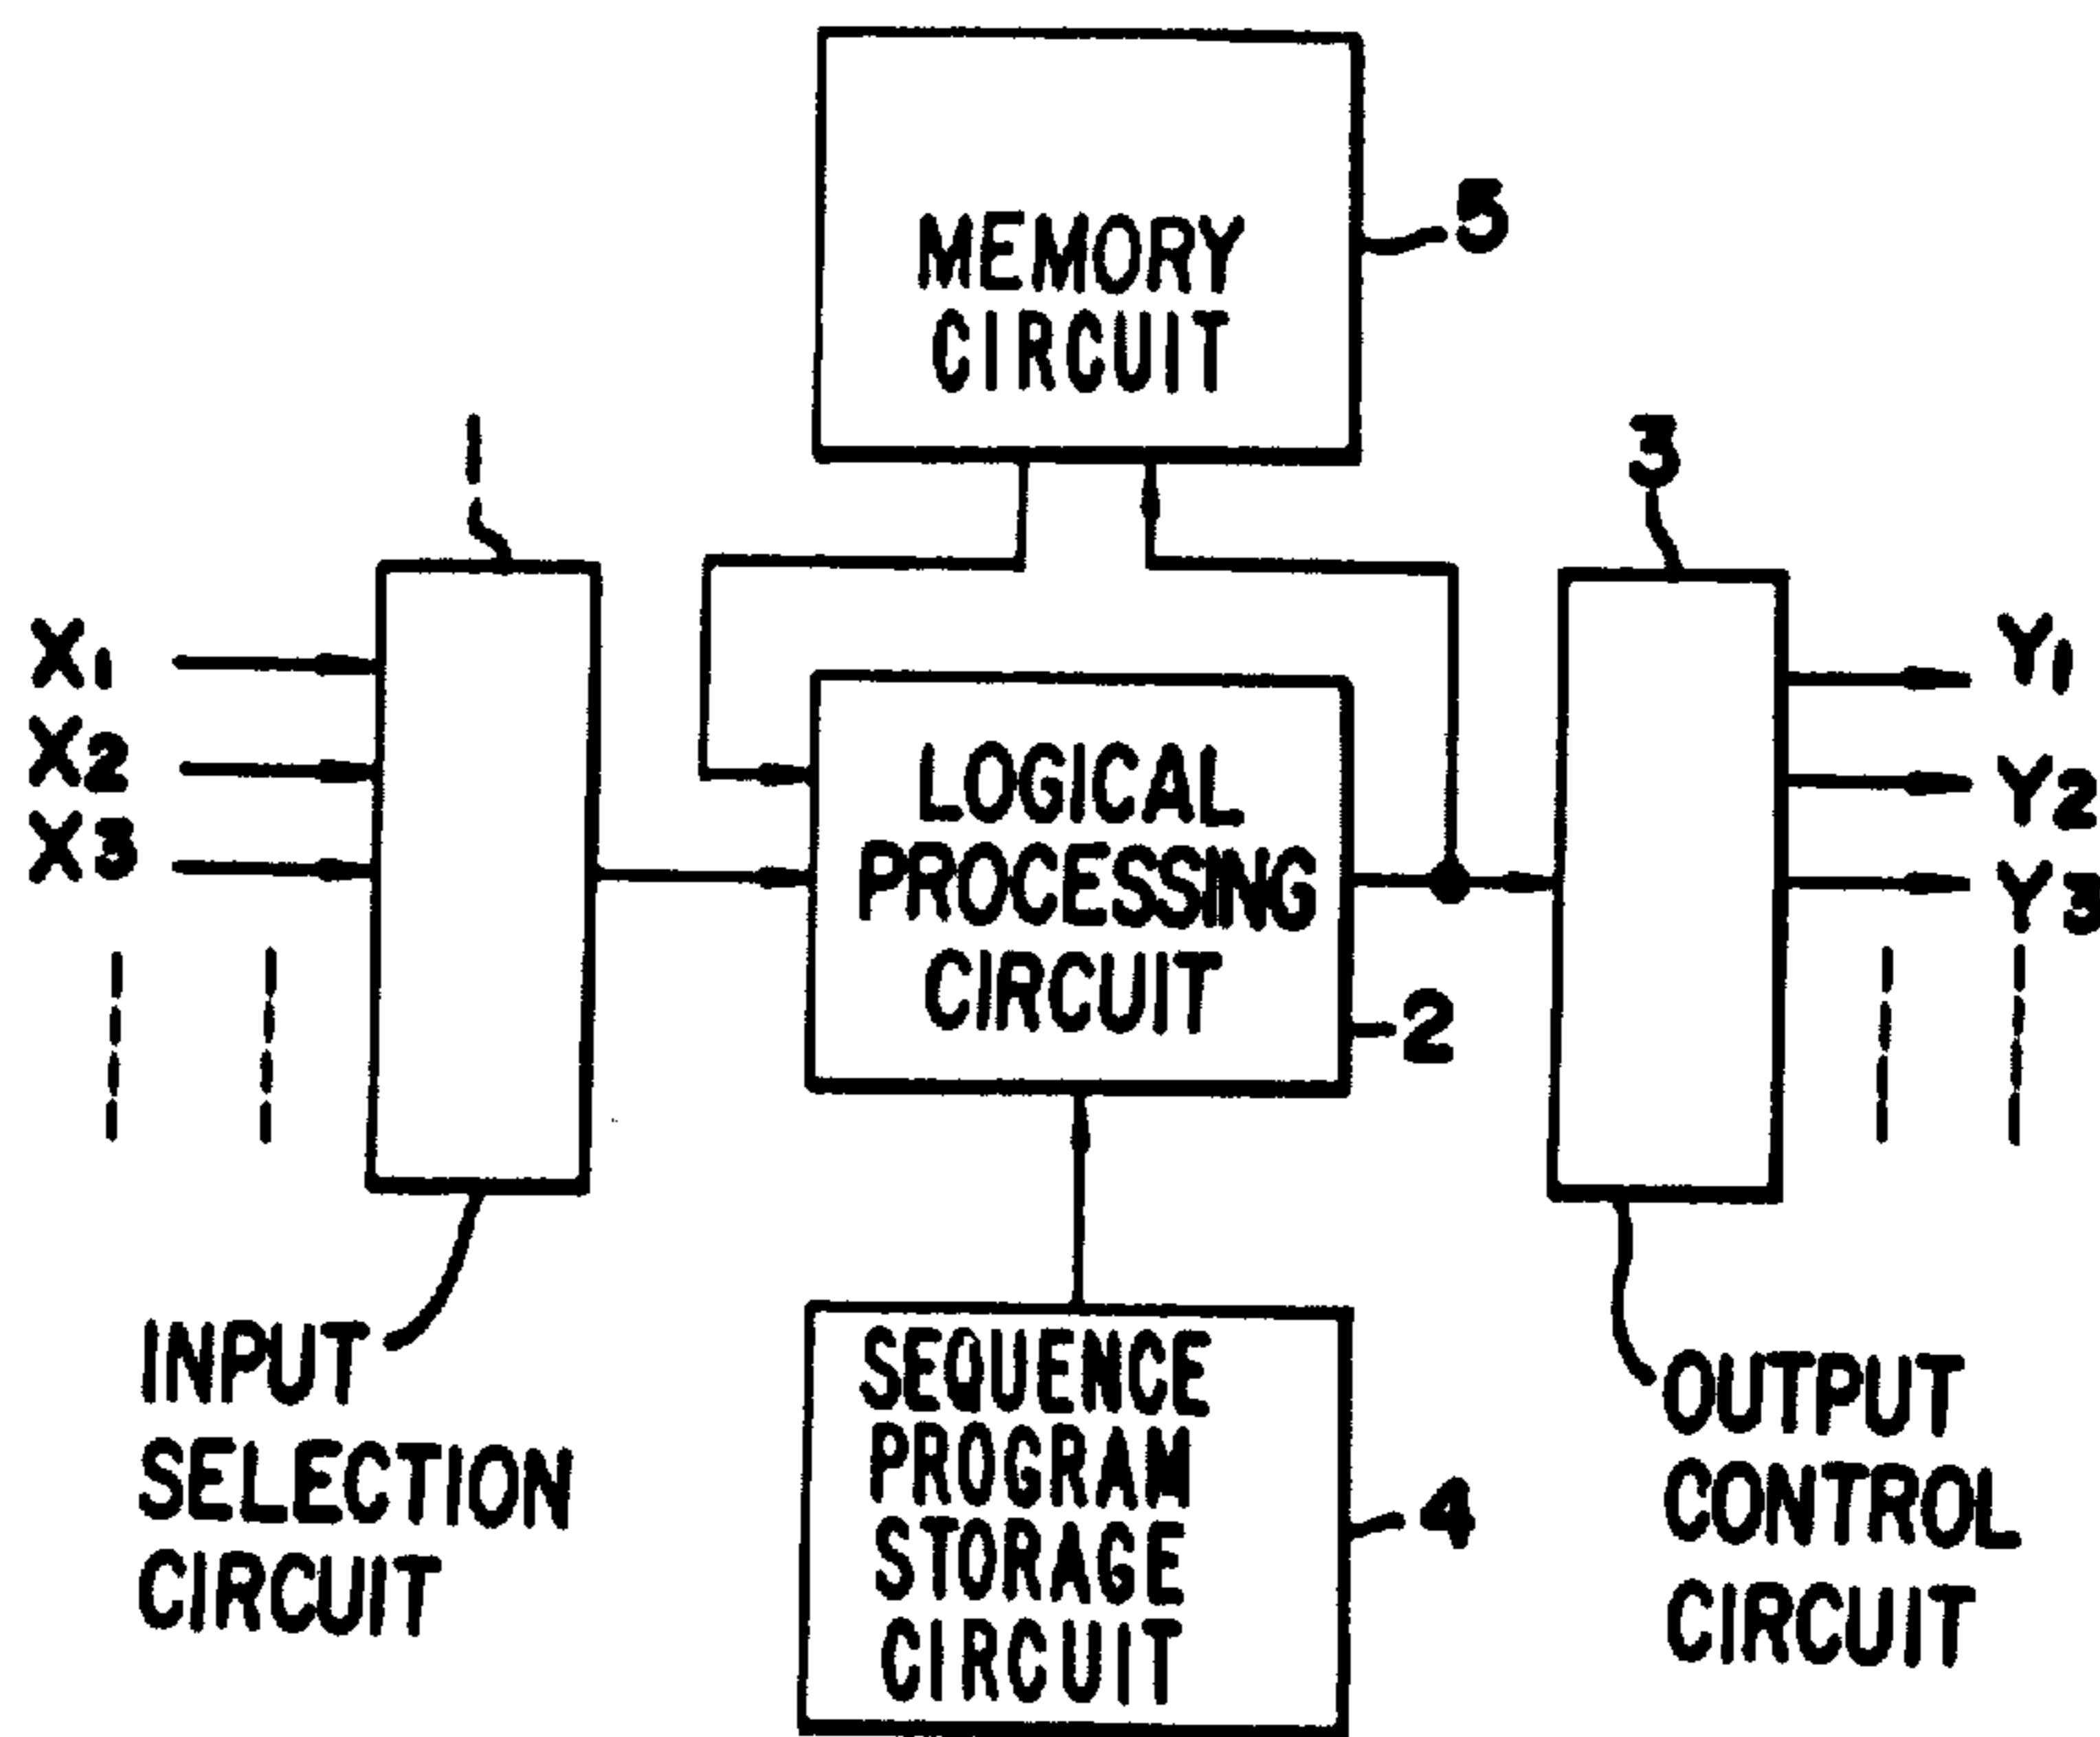 MEMORY
CIRCUIT
5
1
3
X1
X2
X3
LOGICAL
PROCESSING
CIRCUIT
2
Y1
Y2
Y3
INPUT
SELECTION
CIRCUIT
SEQUENCE
PROGRAM
STORAGE
CIRCUIT
4
OUTPUT
CONTROL
CIRCUIT